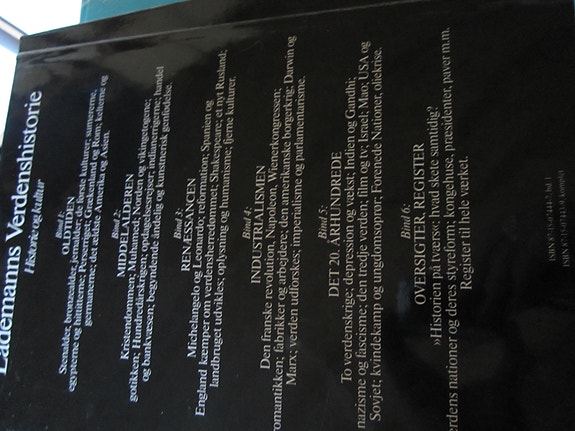 Lademanns Verdenshistorie
Historie og kultur
Bind 1:
OLDTIDEN
Stenalder, bronzealder, jernalder; de første kulturer; sumererne,
egypterne og hittitterne; Perserriget, Grækenland og Rom; kelterne og
germanerne; det ældste Amerika og Asien.
Bind 2:
MIDDELALDEREN
Kristendommen; Muhamed; Norden og vikingetogene;
gotikken; Hundredårskrigen; opdagelsesrejser; indianerrigerne; handel
og bankvæsen; begyndende åndelig og kunstnerisk genfødelse.
Bind 3:
RENÆSSANCEN
Michelangelo og Leonardo; reformation; Spanien og
England kæmper om verdensherredømmet; Shakespeare; et nyt Rusland;
landbruget udvikles; oplysning og humanisme; fjerne kulturer.
Bind 4:
INDUSTRIALISMEN
Den franske revolution, Napoleon, Wienerkongressen;
romantikken; fabrikker og arbejdere; den amerikanske borgerkrig; Darwin og
Marx; verden udforskes; imperialisme og parlamentarisme.
Bind 5:
DET 20. ÅRHUNDREDE
To verdenskrige; depression og vækst; Indien og Gandhi;
nazisme og fascisme; den tredje verden; film og tv; Israel; Mao; USA og
Sovjet; kvindekamp og ungdomsoprør; Forenede Nationer; oliekrise.
Bind 6:
OVERSIGTER, REGISTER
»Historien på tværs«: hvad skete samtidig?
erdens nationer og deres styreform; kongehuse, præsidenter, paver m.m.
Register til hele værket.